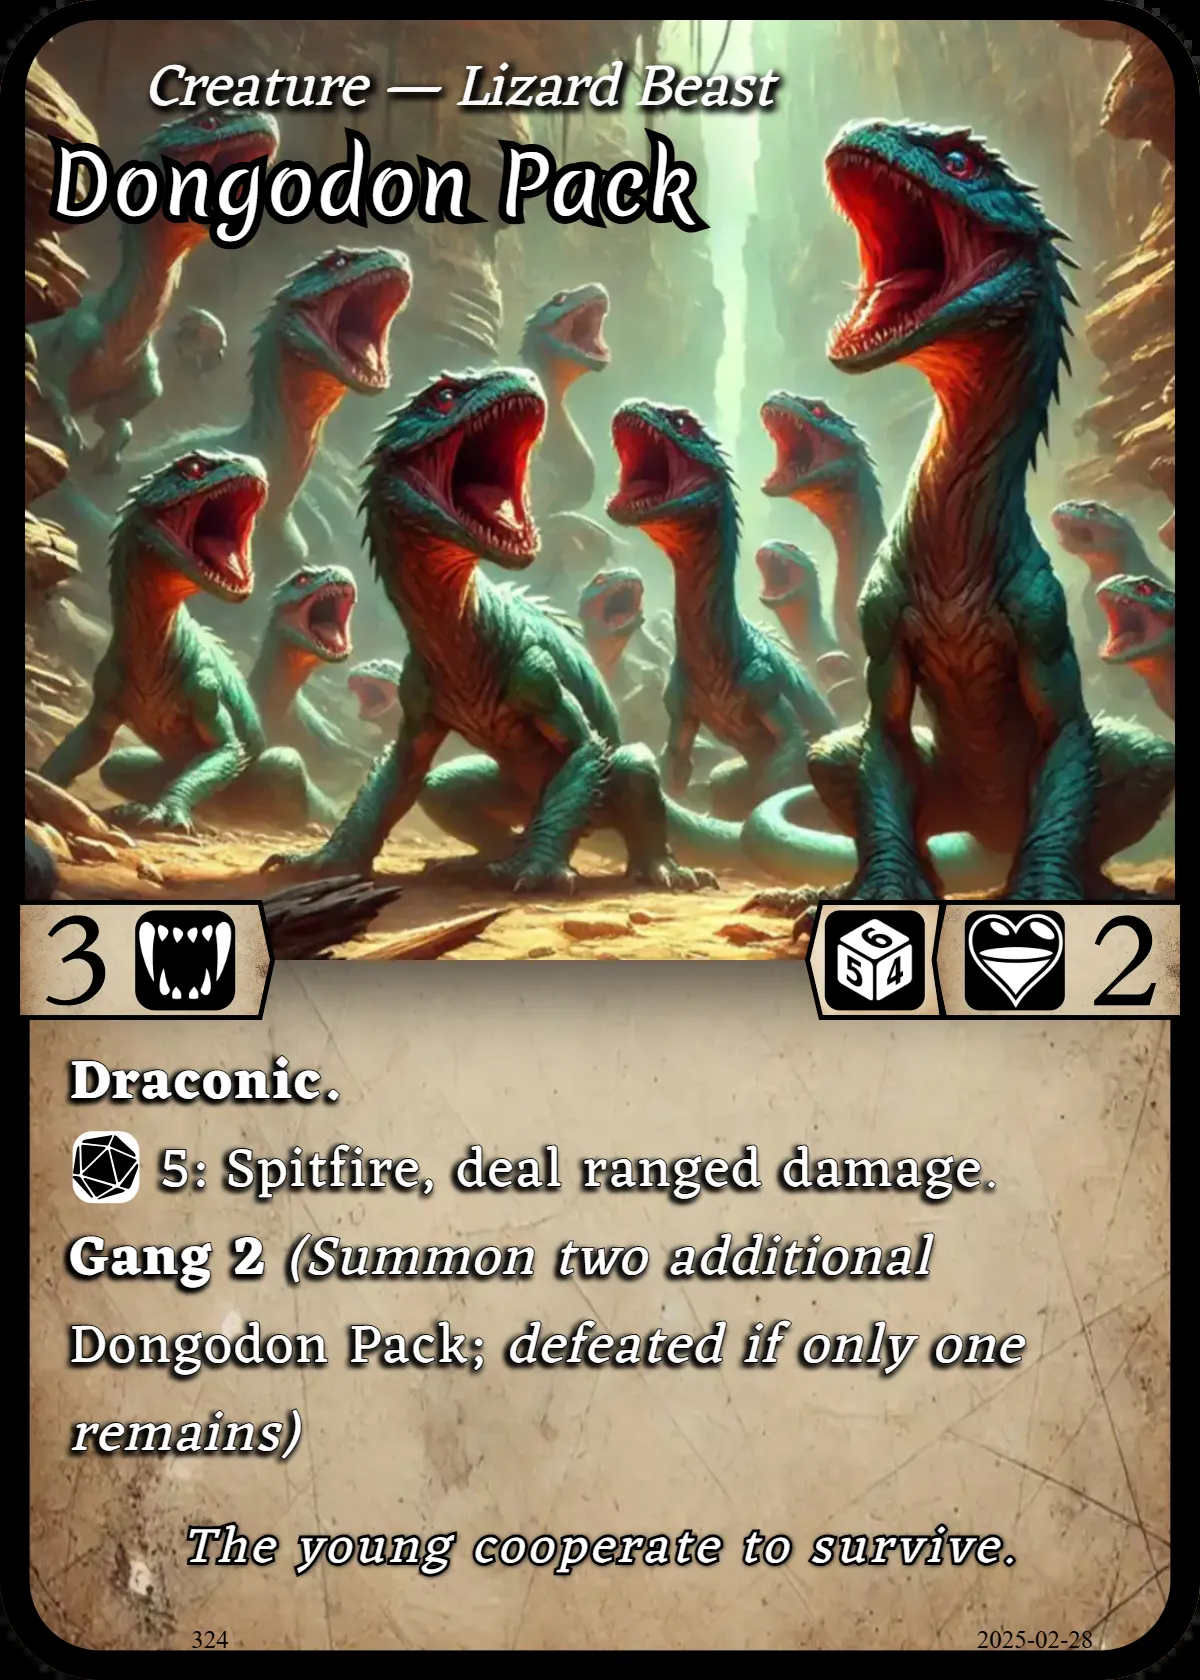 Creature — Lizard Beast
Dongodon Pack
3
6 5 4
2
Draconic.
5: Spitfire, deal ranged damage.
Gang 2 (Summon two additional
Dongodon Pack; defeated if only one
remains)
The young cooperate to survive.
324
2025-02-28